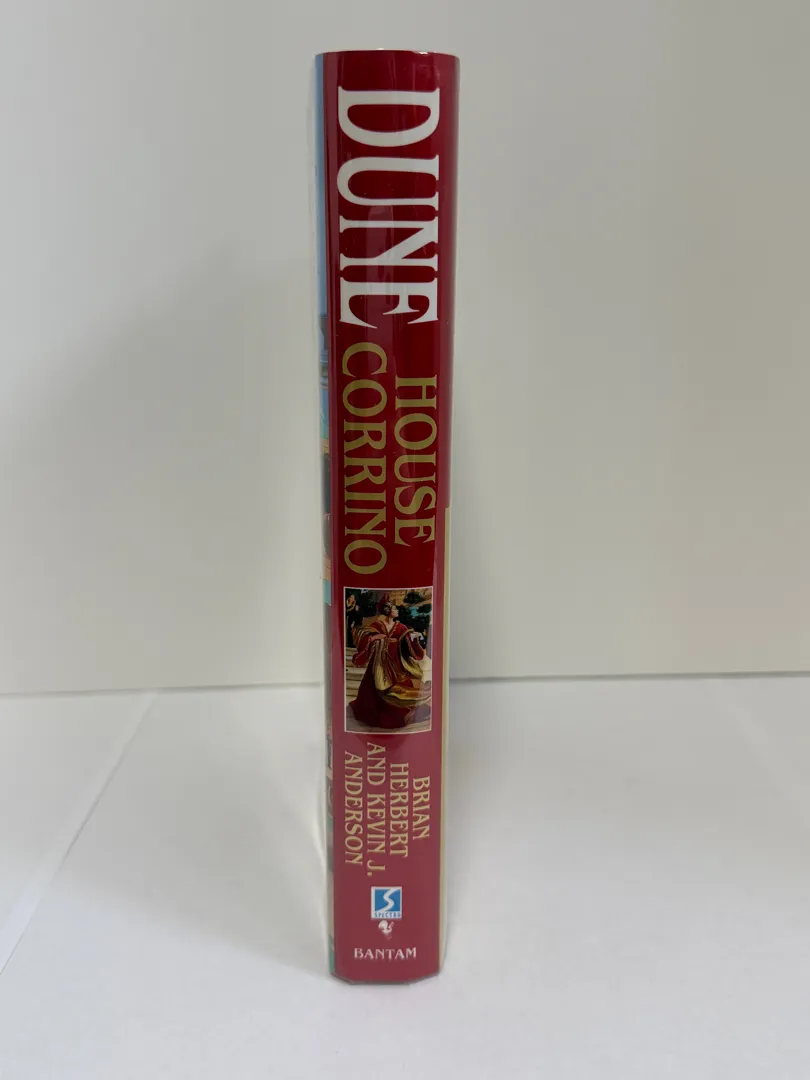 DUNE
HOUSE
CORRINO
BRIAN
HERBERT
AND KEVIN J.
ANDERSON
SPECTRA
BANTAM